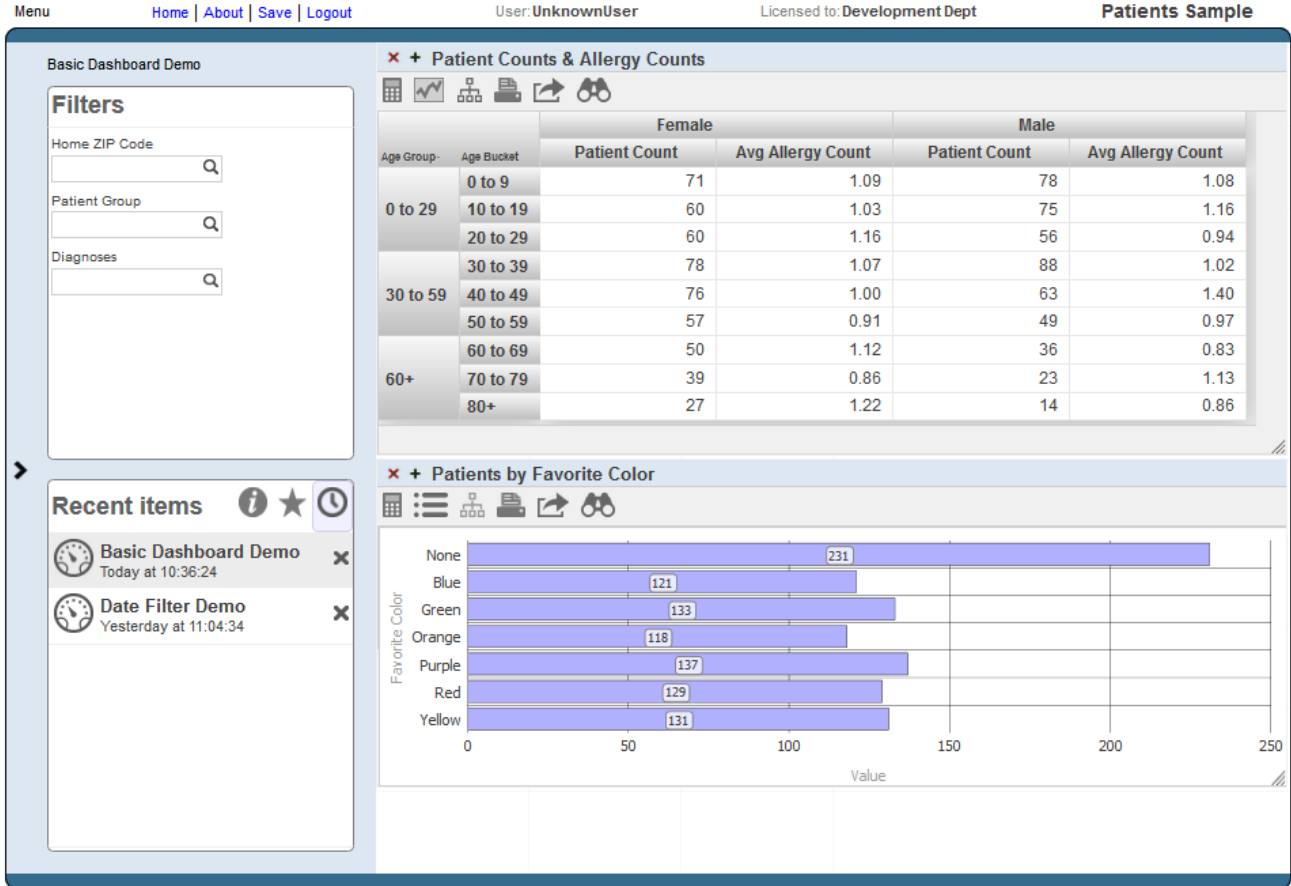 Menu Home | About | Save | Logout User:UnknownUser Licensed to:Development Dept Patients Sample
Basic Dashboard Demo
Filters
Home ZIP Code
Patient Group
Diagnoses
Recent items
Basic Dashboard Demo
Today at 10:36:24
Date Filter Demo
Yesterday at 11:04:34
Patient Counts & Allergy Counts
Female Male
Age Group- Age Bucket Patient Count Avg Allergy Count Patient Count Avg Allergy Count
0 to 29 0 to 9 71 1.09 78 1.08
10 to 19 60 1.03 75 1.16
20 to 29 60 1.16 56 0.94
30 to 59 30 to 39 78 1.07 88 1.02
40 to 49 76 1.00 63 1.40
50 to 59 57 0.91 49 0.97
60+ 60 to 69 50 1.12 36 0.83
70 to 79 39 0.86 23 1.13
80+ 27 1.22 14 0.86
Patients by Favorite Color
Favorite Color
None 231
Blue 121
Green 133
Orange 118
Purple 137
Red 129
Yellow 131
0 50 100 150 200 250
Value